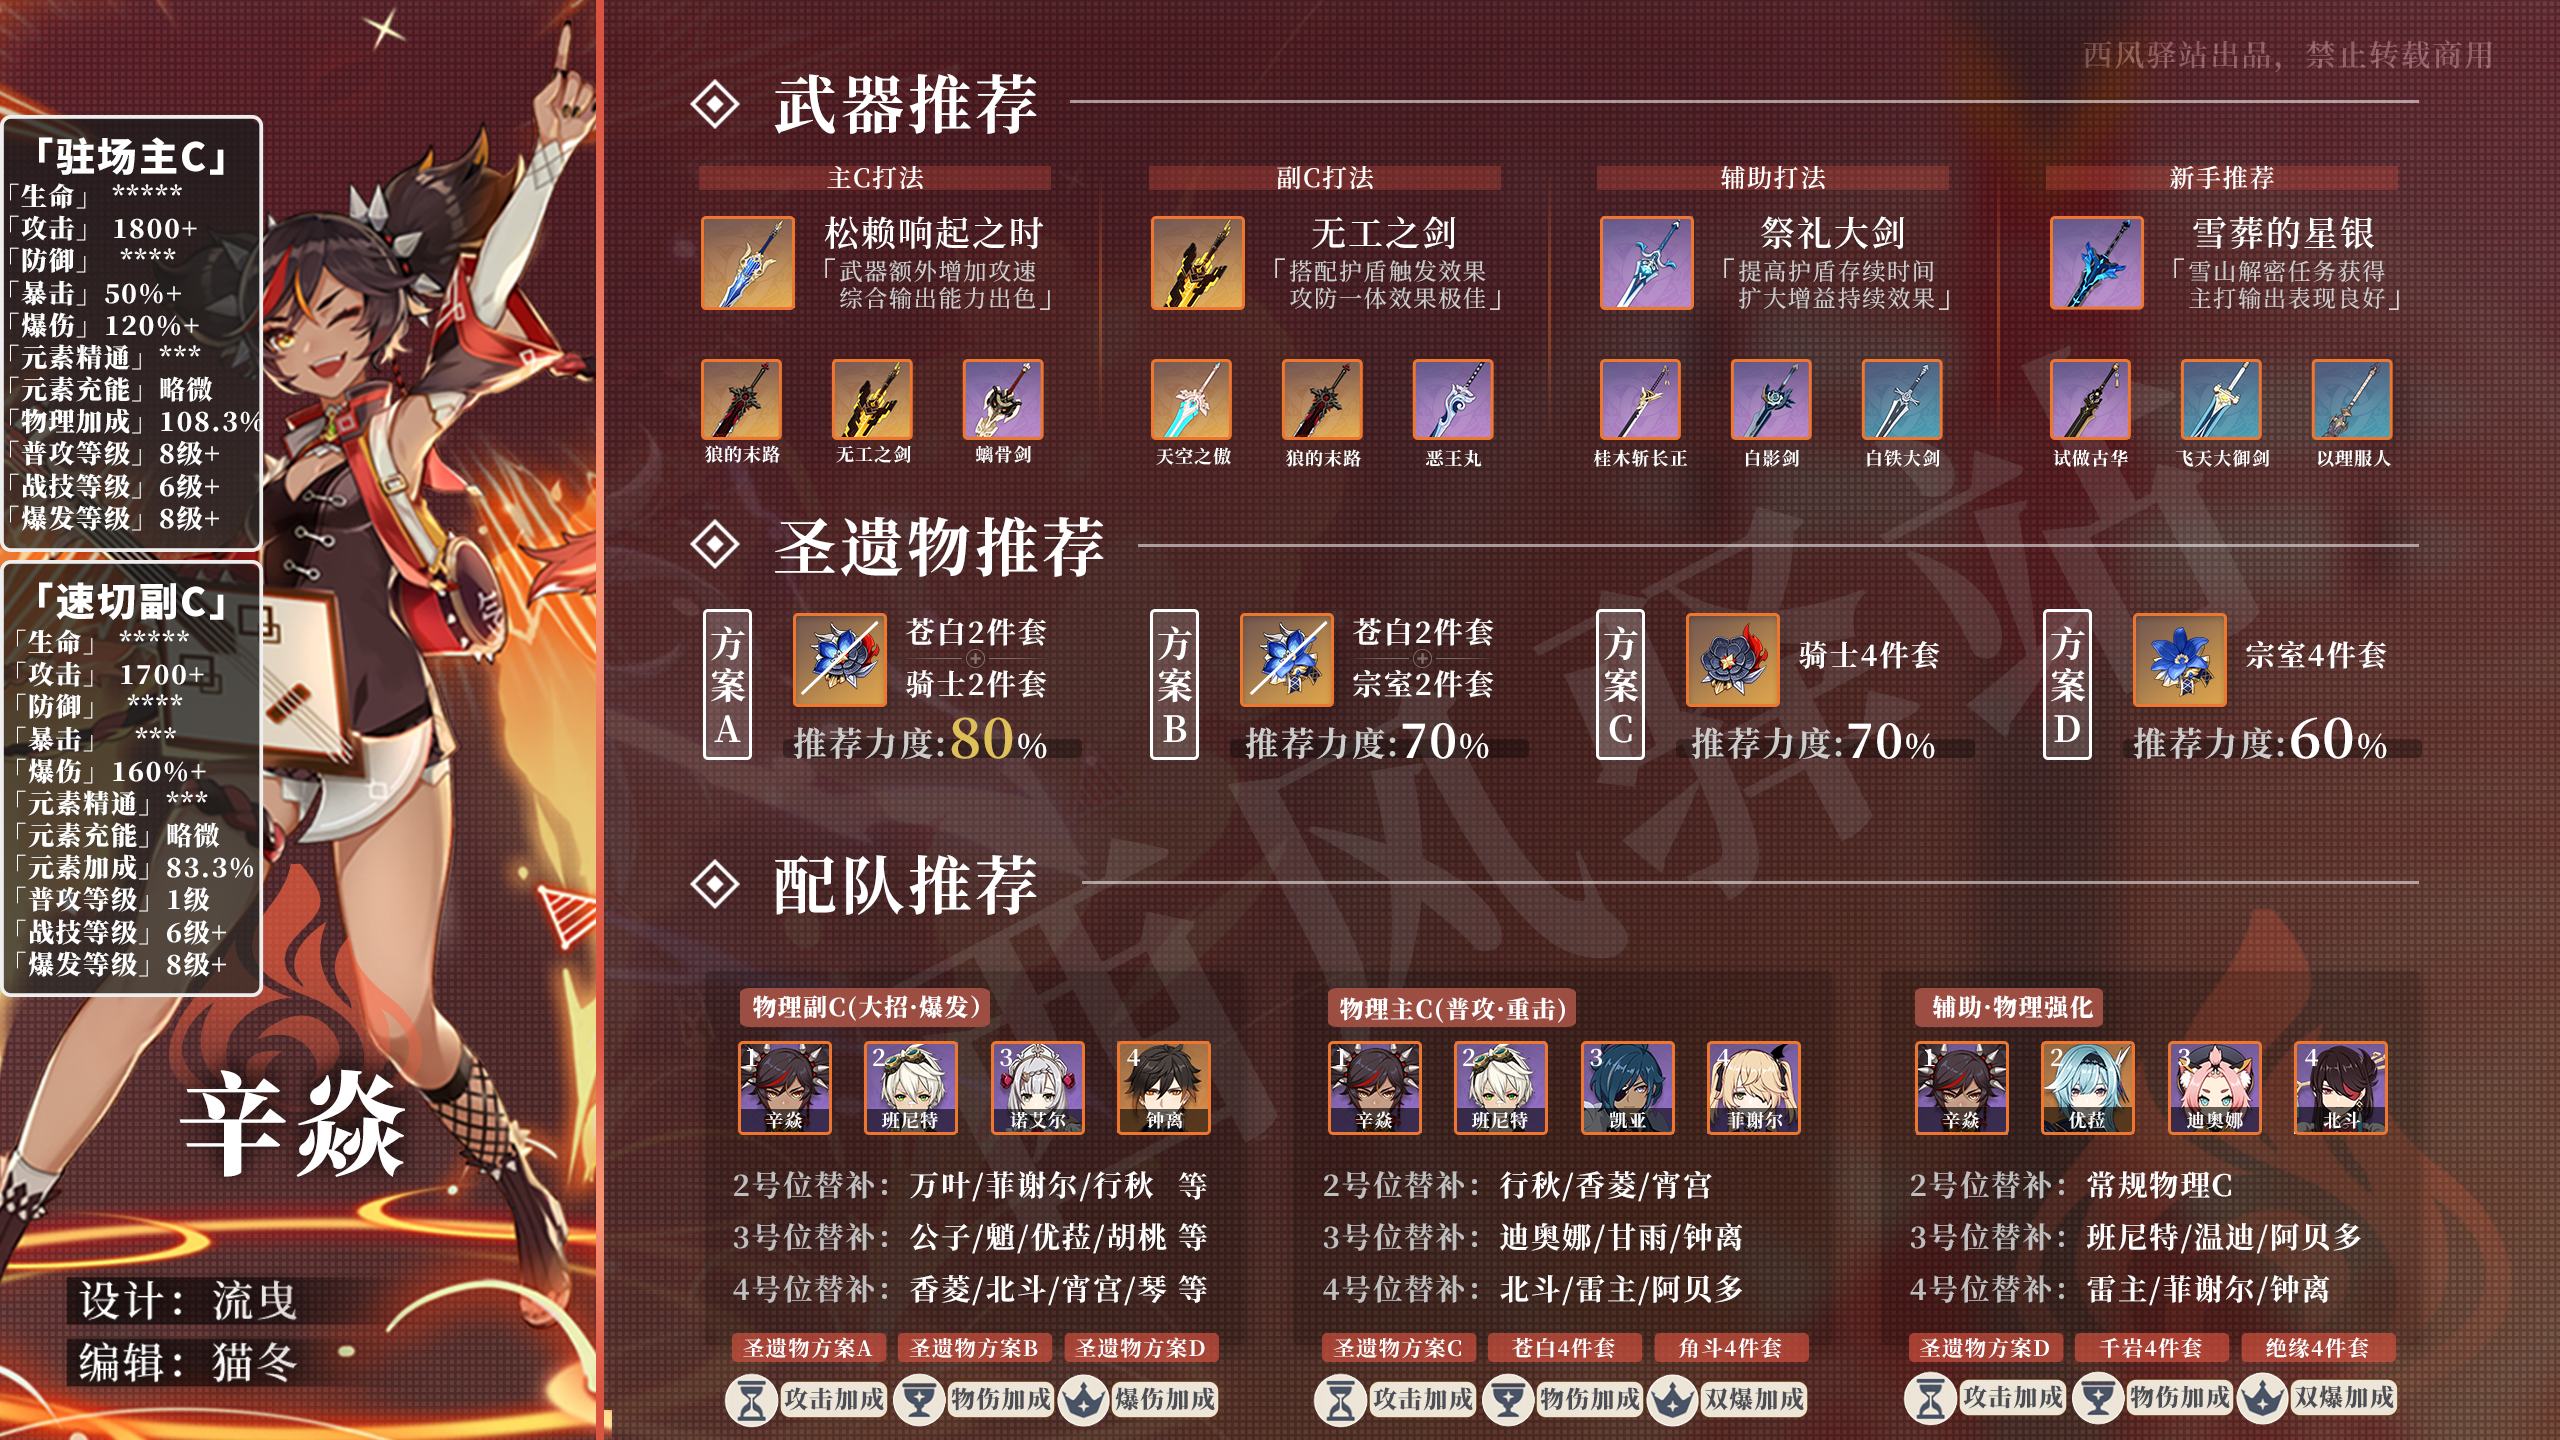 西风驿站出品，禁止转载商用
「驻场主C」
「生命」 *****
「攻击」 1800+
「防御」 ****
「暴击」50%+
「爆伤」120%+
「元素精通」***
「元素充能」略微
「物理加成」108.3%
「普攻等级」8级+
「战技等级」6级+
「爆发等级」8级+
「速切副C」
「生命」 *****
「攻击」 1700+
「防御」 ****
「暴击」 ***
「爆伤」160%+
「元素精通」***
「元素充能」略微
「元素加成」83.3%
「普攻等级」1级
「战技等级」6级+
「爆发等级」8级+
辛焱
设计：流曳
编辑：猫冬
武器推荐
主C打法
松赖响起之时
「武器额外增加攻速
综合输出能力出色」
狼的末路 无工之剑 螭骨剑
副C打法
无工之剑
「搭配护盾触发效果
攻防一体效果极佳」
天空之傲 狼的末路 恶王丸
辅助打法
祭礼大剑
「提高护盾存续时间
扩大增益持续效果」
桂木斩长正 白影剑 白铁大剑
新手推荐
雪葬的星银
「雪山解密任务获得
主打输出表现良好」
试做古华 飞天大御剑 以理服人
圣遗物推荐
方案A
苍白2件套
骑士2件套
推荐力度:80%
方案B
苍白2件套
宗室2件套
推荐力度:70%
方案C
骑士4件套
推荐力度:70%
方案D
宗室4件套
推荐力度:60%
西风驿站
配队推荐
物理副C(大招·爆发)
1 2 3 4
辛焱 班尼特 诺艾尔 钟离
2号位替补：万叶/菲谢尔/行秋 等
3号位替补：公子/魈/优菈/胡桃 等
4号位替补：香菱/北斗/宵宫/琴 等
圣遗物方案A 圣遗物方案B 圣遗物方案D
攻击加成 物伤加成 爆伤加成
物理主C(普攻·重击)
1 2 3 4
辛焱 班尼特 凯亚 菲谢尔
2号位替补：行秋/香菱/宵宫
3号位替补：迪奥娜/甘雨/钟离
4号位替补：北斗/雷主/阿贝多
圣遗物方案C 苍白4件套 角斗4件套
攻击加成 物伤加成 双爆加成
辅助·物理强化
1 2 3 4
辛焱 优菈 迪奥娜 北斗
2号位替补：常规物理C
3号位替补：班尼特/温迪/阿贝多
4号位替补：雷主/菲谢尔/钟离
圣遗物方案D 千岩4件套 绝缘4件套
攻击加成 物伤加成 双爆加成